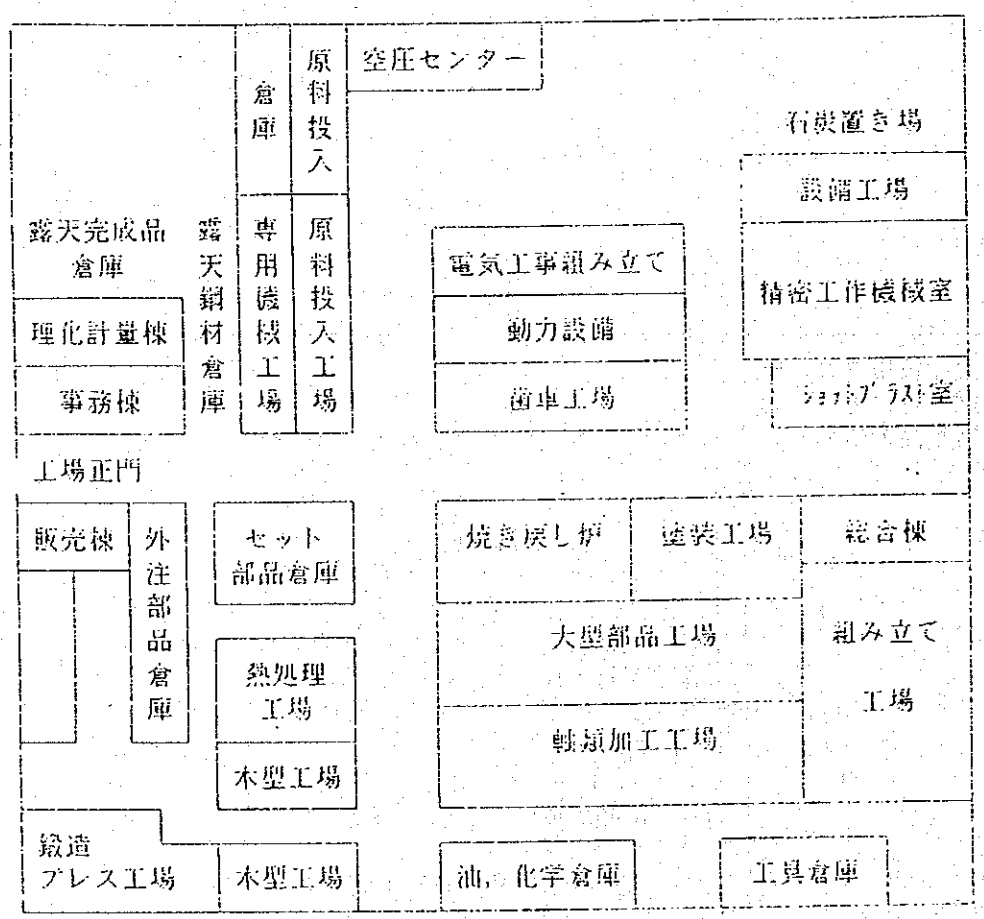 空圧センター
倉庫
原料投入
石炭置き場
設備工場
露天完成品
倉庫
露天鋼材倉庫
専用機械工場
原料投入工場
電気工事組み立て
精密工作機械室
理化計量棟
動力設備
事務棟
歯車工場
ショットブラスト室
工場正門
販売棟
外注部品倉庫
セット
部品倉庫
焼き戻し炉
塗装工場
総合棟
大型部品工場
組み立て
工場
熱処理
工場
軸類加工工場
木型工場
鍛造
プレス工場
木型工場
油，化学倉庫
工具倉庫